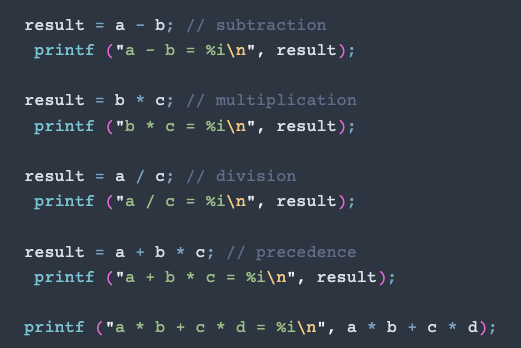 result = a - b; // subtraction
printf ("a - b = %i\n", result);
result = b * c; // multiplication
printf ("b * c = %i\n", result);
result = a / c; // division
printf ("a / c = %i\n", result);
result = a + b * c; // precedence
printf ("a + b * c = %i\n", result);
printf ("a * b + c * d = %i\n", a * b + c * d);